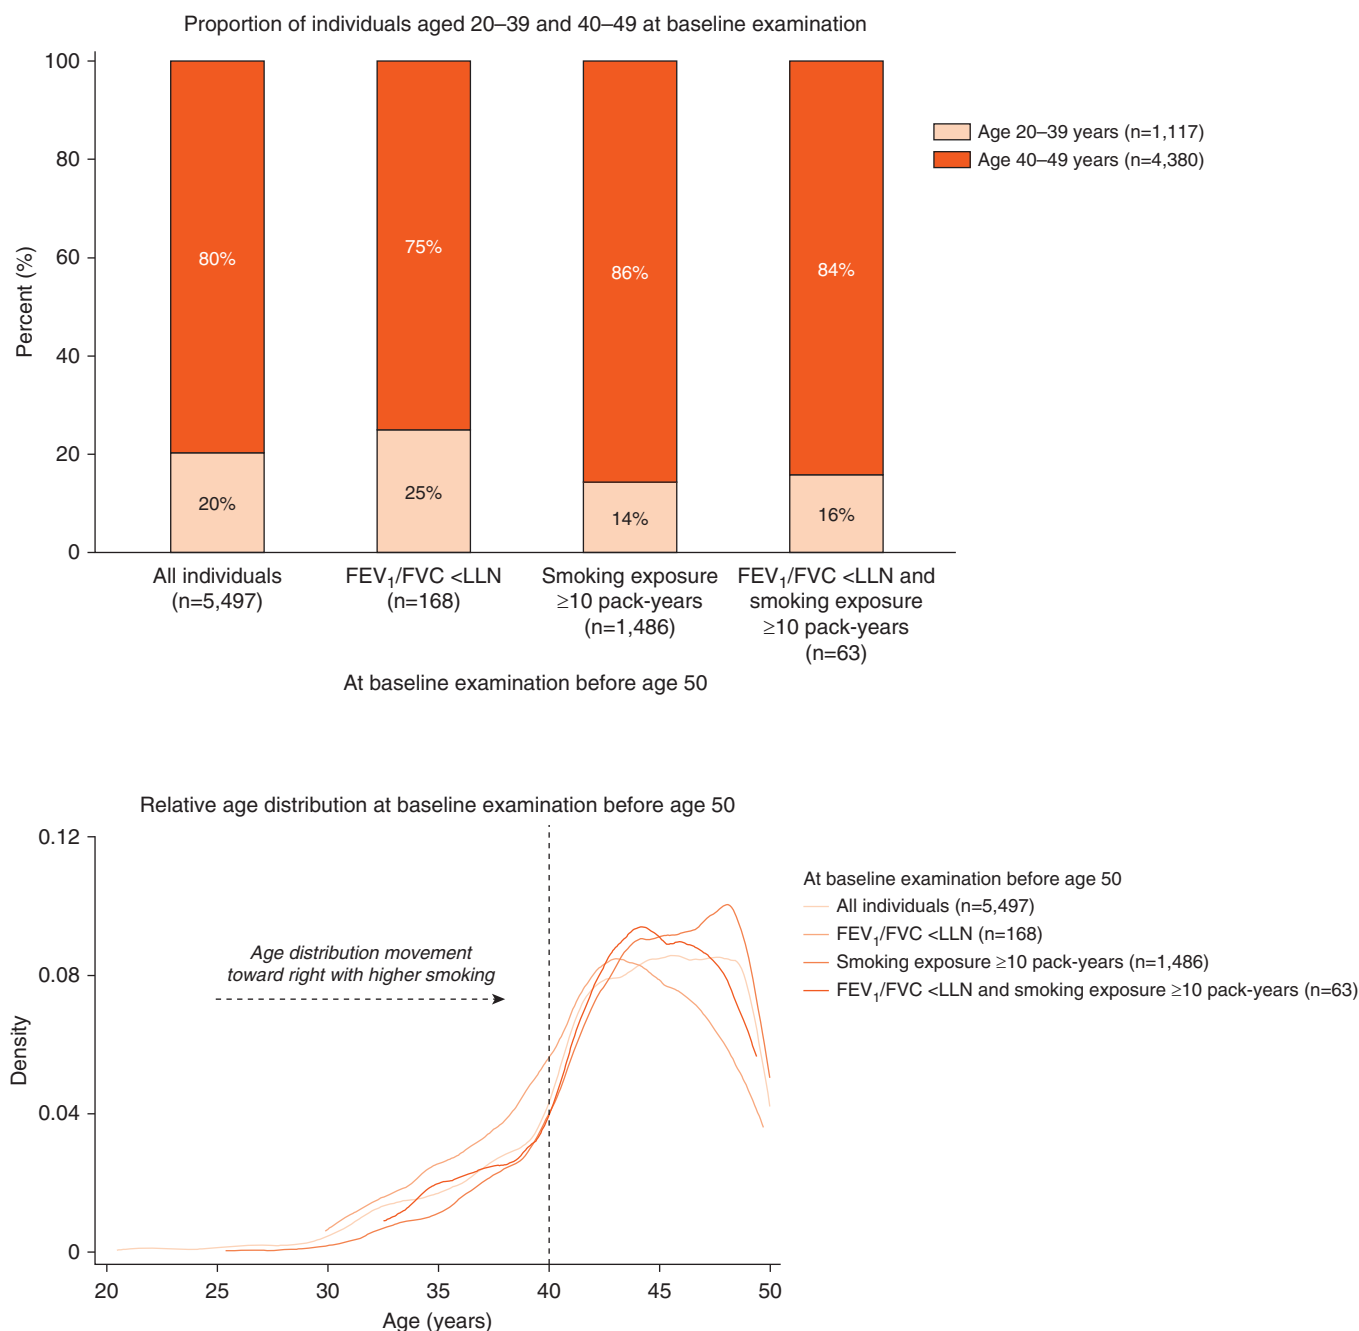 Proportion of individuals aged 20–39 and 40–49 at baseline examination
Percent (%)
100
80
60
40
20
0
80%
75%
86%
84%
20%
25%
14%
16%
Age 20–39 years (n=1,117)
Age 40–49 years (n=4,380)
All individuals
(n=5,497)
FEV₁/FVC <LLN
(n=168)
Smoking exposure
≥10 pack-years
(n=1,486)
FEV₁/FVC <LLN and
smoking exposure
≥10 pack-years
(n=63)
At baseline examination before age 50
Relative age distribution at baseline examination before age 50
Density
0.12
0.08
0.04
0
Age distribution movement
toward right with higher smoking
At baseline examination before age 50
All individuals (n=5,497)
FEV₁/FVC <LLN (n=168)
Smoking exposure ≥10 pack-years (n=1,486)
FEV₁/FVC <LLN and smoking exposure ≥10 pack-years (n=63)
20
25
30
35
40
45
50
Age (years)